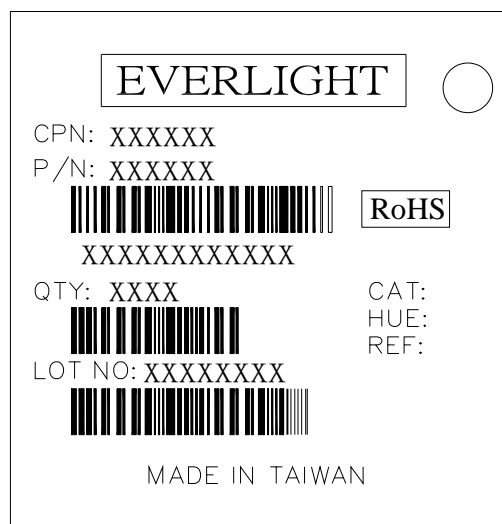 EVERLIGHT
CPN: XXXXXX
P/N: XXXXXX
RoHS
XXXXXXXXXXXX
QTY: XXXX
CAT:
HUE:
REF:
LOT NO: XXXXXXXX
MADE IN TAIWAN